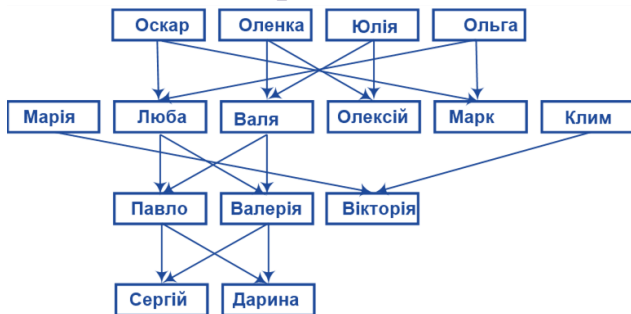 Оскар Оленка Юлія Ольга
Марія Люба Валя Олексій Марк Клим
Павло Валерія Вікторія
Сергій Дарина